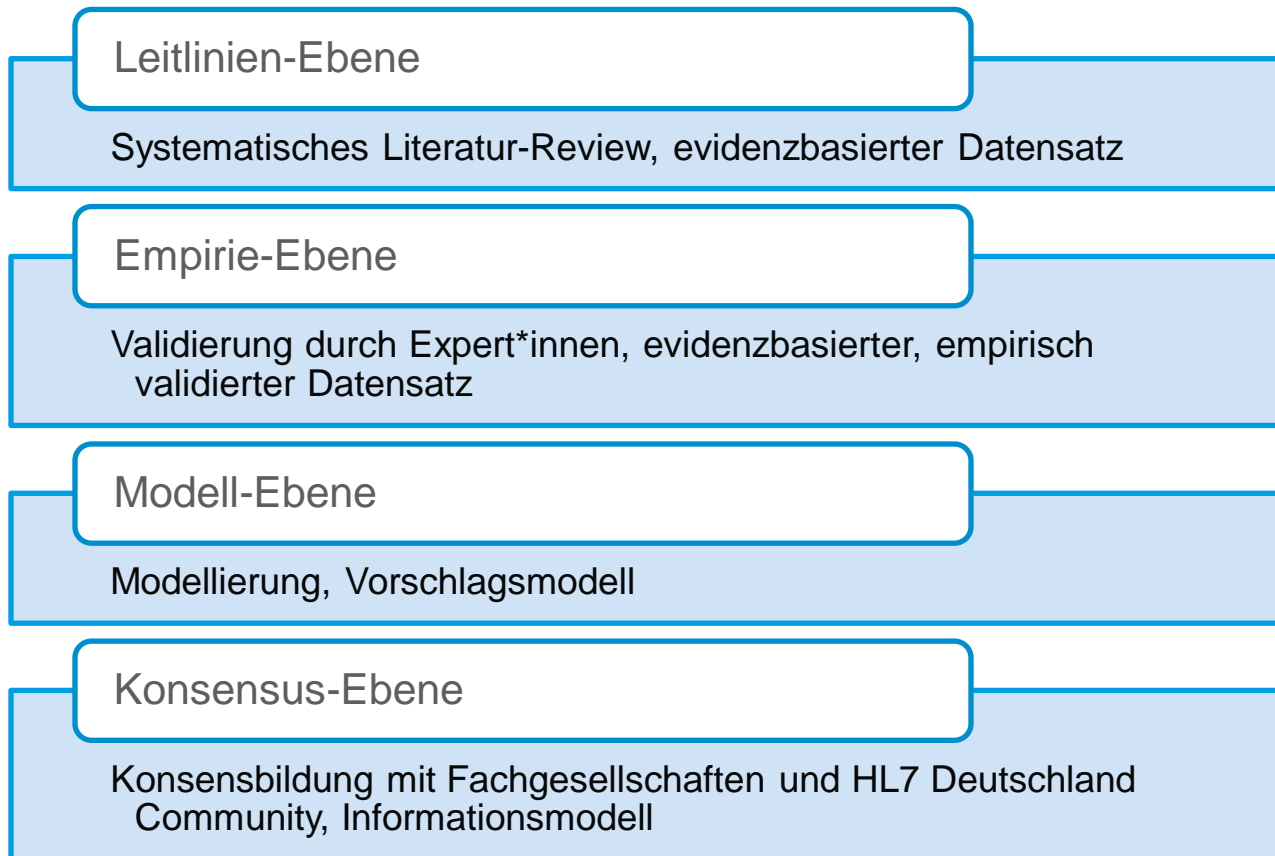 Leitlinien-Ebene
Systematisches Literatur-Review, evidenzbasierter Datensatz
Empirie-Ebene
Validierung durch Expert*innen, evidenzbasierter, empirisch
validierter Datensatz
Modell-Ebene
Modellierung, Vorschlagsmodell
Konsensus-Ebene
Konsensbildung mit Fachgesellschaften und HL7 Deutschland
Community, Informationsmodell